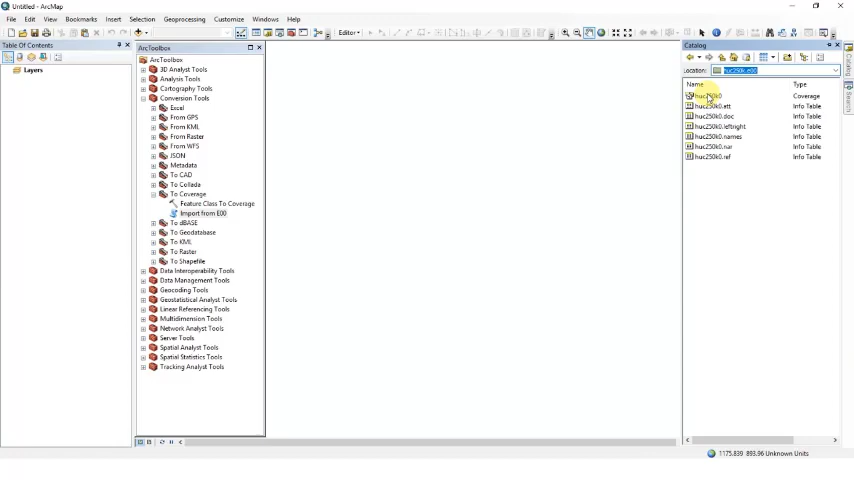 Untitled - ArcMap
File Edit View Bookmarks Insert Selection Geoprocessing Customize Windows Help
Editor
Table Of Contents
Layers
ArcToolbox
ArcToolbox
3D Analyst Tools
Analysis Tools
Cartography Tools
Conversion Tools
Excel
From GPS
From KML
From Raster
From WFS
JSON
Metadata
To CAD
To Collada
To Coverage
Feature Class To Coverage
Import from E00
To dBASE
To Geodatabase
To KML
To Raster
To Shapefile
Data Interoperability Tools
Data Management Tools
Geocoding Tools
Geostatistical Analyst Tools
Linear Referencing Tools
Multidimension Tools
Network Analyst Tools
Server Tools
Spatial Analyst Tools
Spatial Statistics Tools
Tracking Analyst Tools
Catalog
Location: huc250k.e00
Name Type
huc250k0 Coverage
huc250k0.att Info Table
huc250k0.doc Info Table
huc250k0.leftright Info Table
huc250k0.names Info Table
huc250k0.nar Info Table
huc250k0.ref Info Table
Catalog
Search
1175.839 893.96 Unknown Units